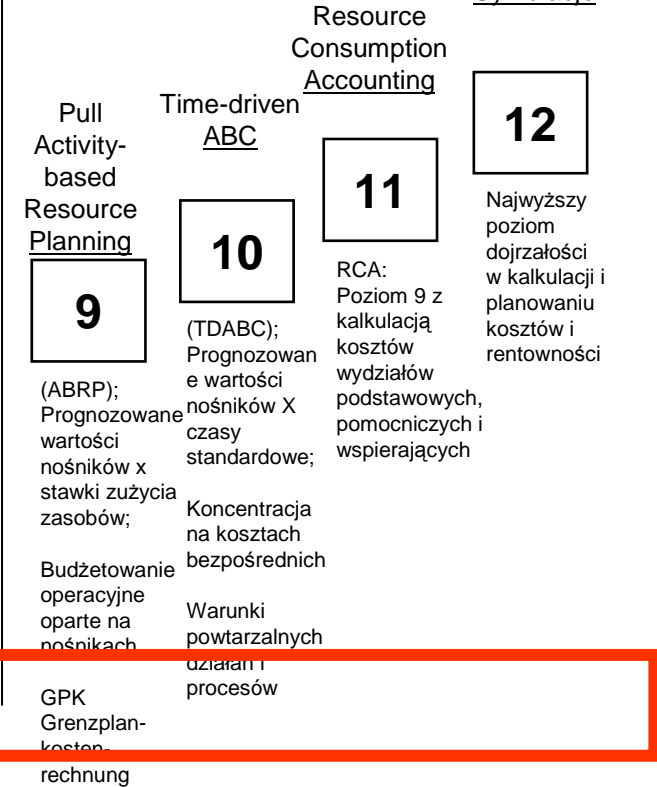 Resource
Consumption
Accounting
12
Najwyższy
poziom
dojrzałości
w kalkulacji i
planowaniu
kosztów i
rentowności
11
RCA:
Poziom 9 z
kalkulacją
kosztów
wydziałów
podstawowych,
pomocniczych i
wspierających
Time-driven
ABC
10
(TDABC);
Prognozowan
e wartości
nośników X
czasy
standardowe;
Koncentracja
na kosztach
bezpośrednich
Warunki
powtarzalnych
działań i
procesów
Pull
Activity-
based
Resource
Planning
9
(ABRP);
Prognozowane
wartości
nośników x
stawki zużycia
zasobów;
Budżetowanie
operacyjne
oparte na
nośnikach
GPK
Grenzplan-
kosten-
rechnung